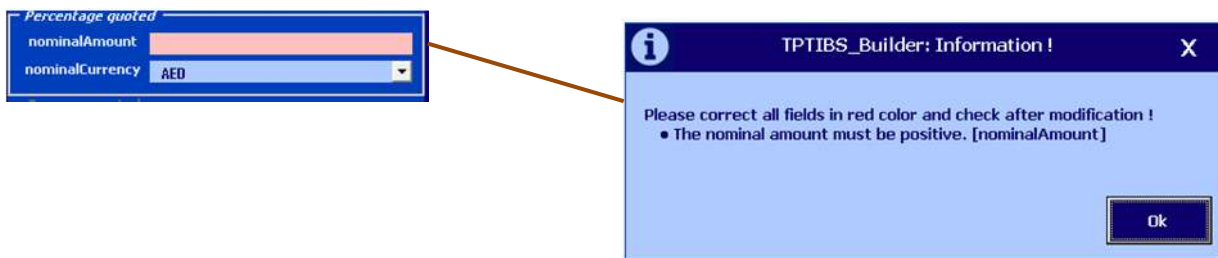 Percentage quoted
nominalAmount
nominalCurrency AED
TPTIBS_Builder: Information ! X
Please correct all fields in red color and check after modification !
• The nominal amount must be positive. [nominalAmount]
Ok